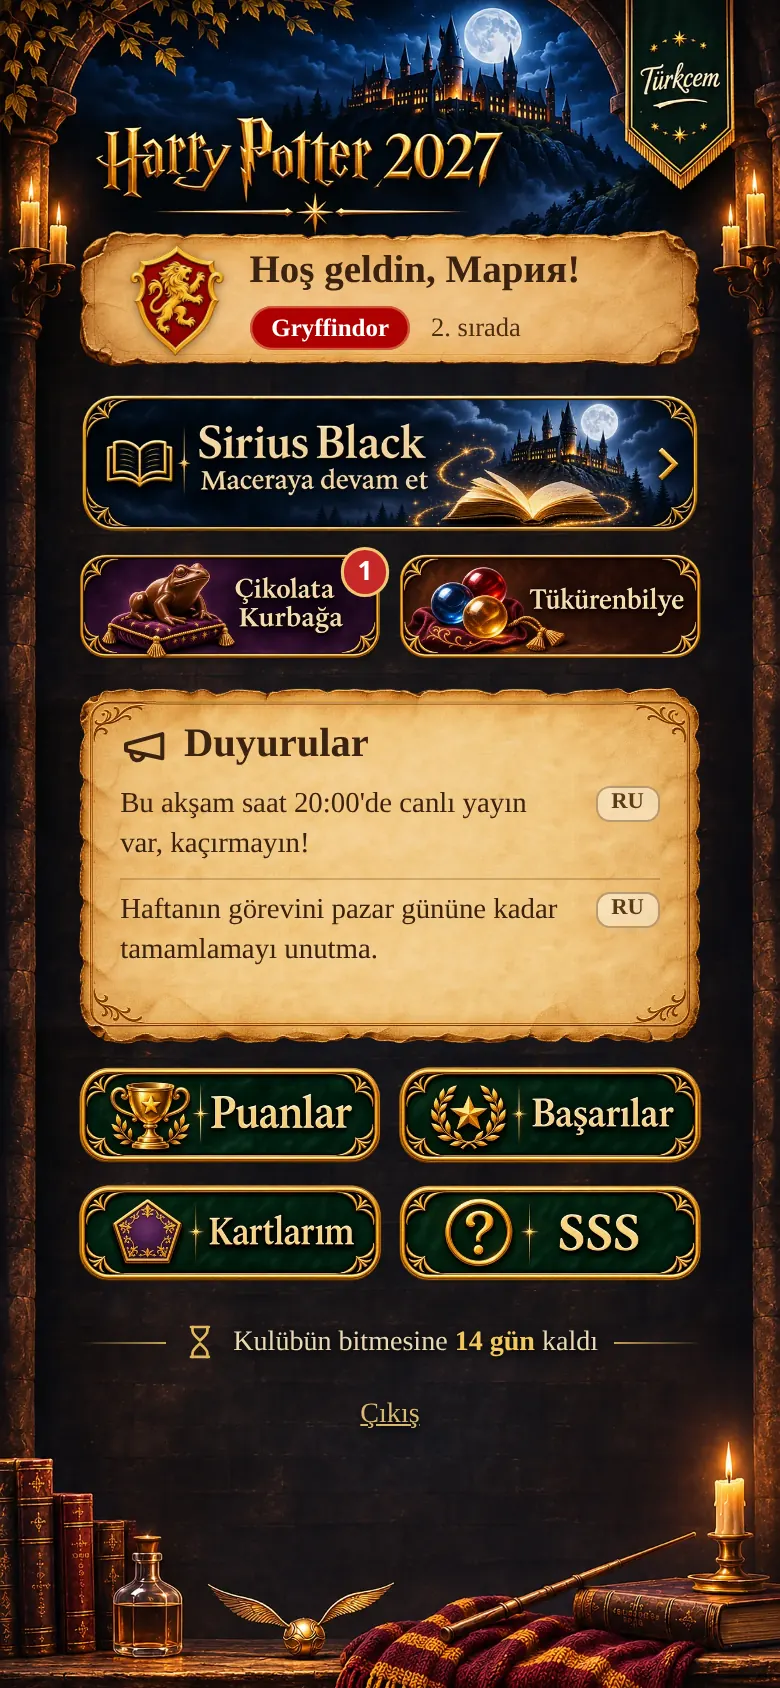 Türkcem
Harry Potter 2027
Hoş geldin, Мария!
Gryffindor 2. sırada
Sirius Black
Maceraya devam et
Çikolata
Kurbağa
1
Tükürenbilye
Duyurular
Bu akşam saat 20:00'de canlı yayın RU
var, kaçırmayın!
Haftanın görevini pazar gününe kadar RU
tamamlamayı unutma.
Puanlar
Başarılar
Kartlarım
?
SSS
Kulübün bitmesine 14 gün kaldı
Çıkış